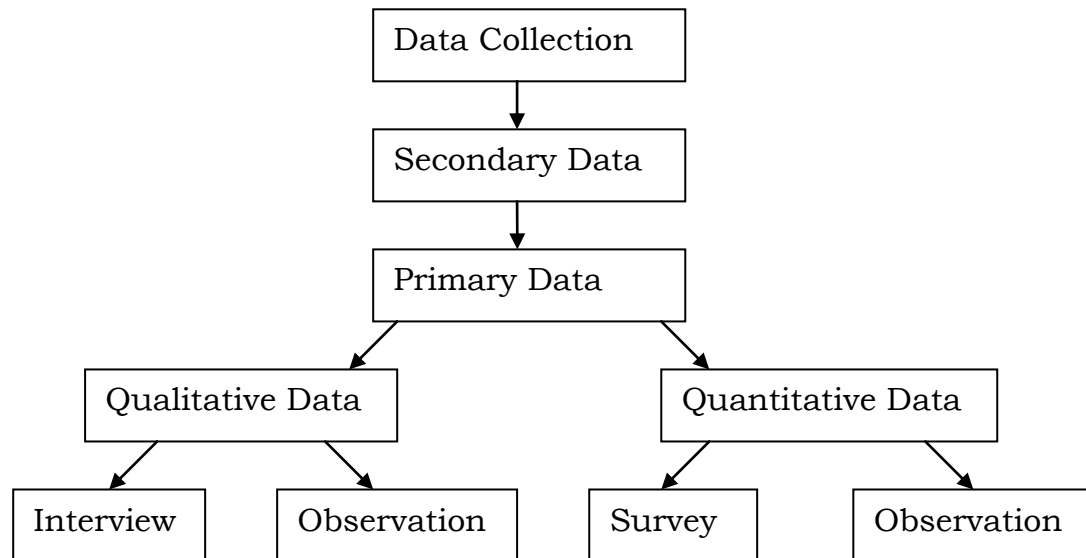 Data Collection
Secondary Data
Primary Data
Qualitative Data
Quantitative Data
Interview
Observation
Survey
Observation